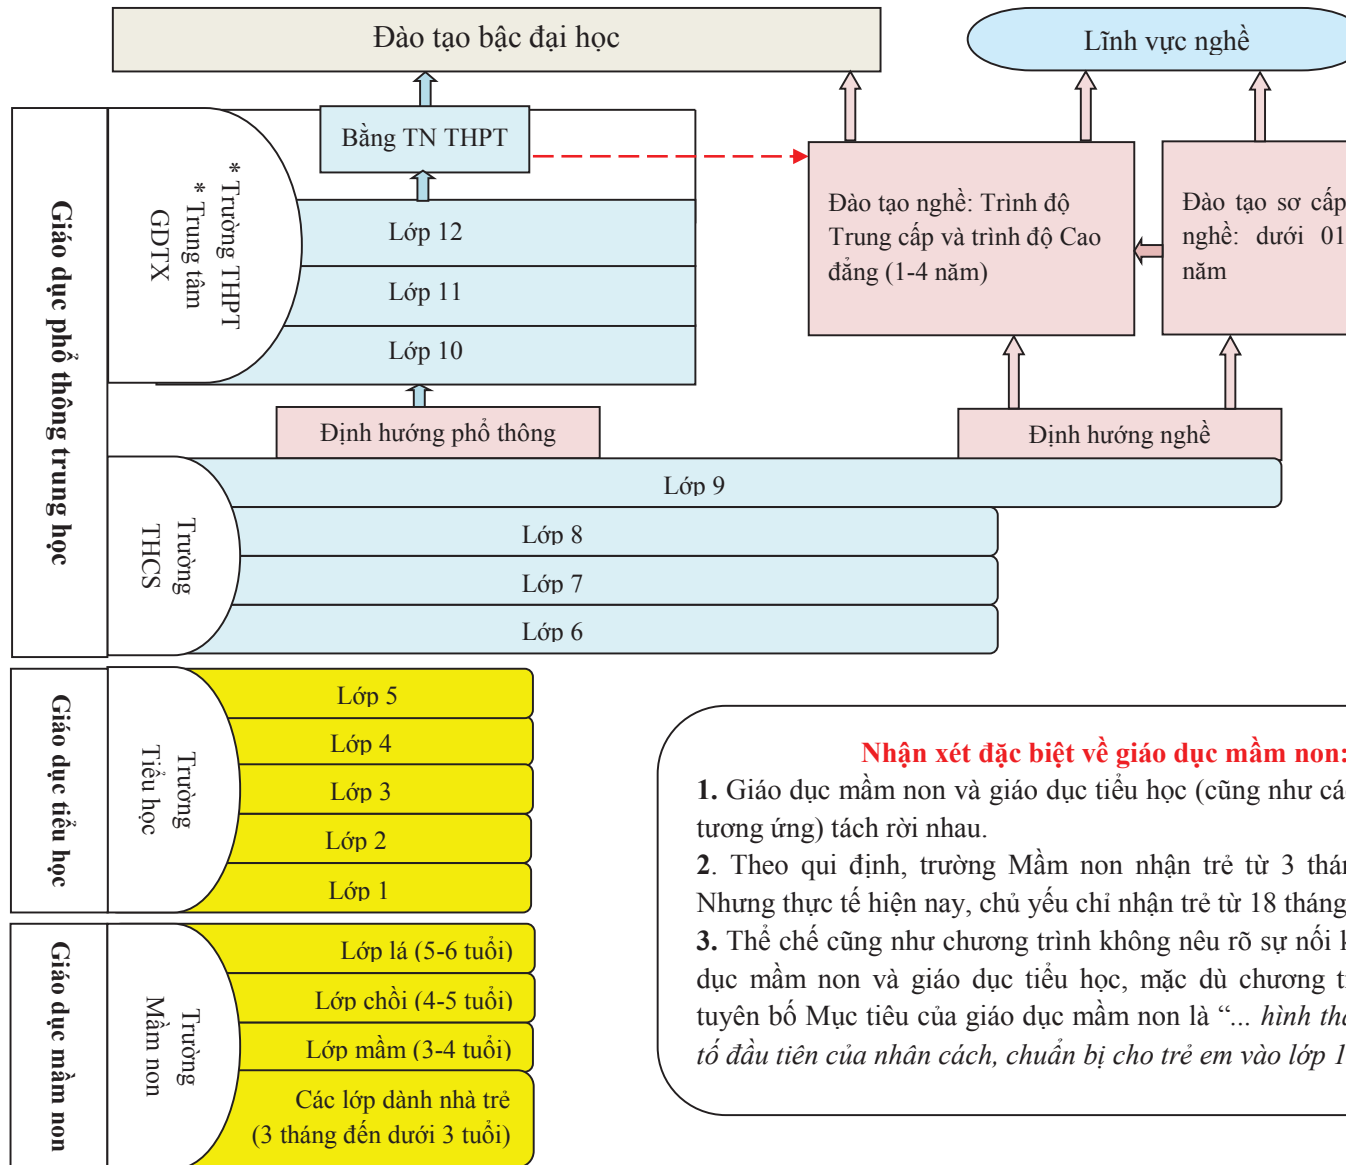 Đào tạo bậc đại học
Lĩnh vực nghề
Giáo dục phổ thông trung học
* Trường THPT
* Trung tâm
GDTX
Bằng TN THPT
Lớp 12
Lớp 11
Lớp 10
Đào tạo nghề: Trình độ
Trung cấp và trình độ Cao
đẳng (1-4 năm)
Đào tạo sơ cấp
nghề: dưới 01
năm
Định hướng phổ thông
Định hướng nghề
Trường
THCS
Lớp 9
Lớp 8
Lớp 7
Lớp 6
Giáo dục tiểu học
Trường
Tiểu học
Lớp 5
Lớp 4
Lớp 3
Lớp 2
Lớp 1
Giáo dục mầm non
Trường
Mầm non
Lớp lá (5-6 tuổi)
Lớp chồi (4-5 tuổi)
Lớp mầm (3-4 tuổi)
Các lớp dành nhà trẻ
(3 tháng đến dưới 3 tuổi)
Nhận xét đặc biệt về giáo dục mầm non:
1. Giáo dục mầm non và giáo dục tiểu học (cũng như
tương ứng) tách rời nhau.
2. Theo qui định, trường Mầm non nhận trẻ từ 3
Nhưng thực tế hiện nay, chủ yếu chỉ nhận trẻ từ 18 tháng
3. Thể chế cũng như chương trình không nêu rõ sự nối
dục mầm non và giáo dục tiểu học, mặc dù chương
tuyên bố Mục tiêu của giáo dục mầm non là “... hình
tố đầu tiên của nhân cách, chuẩn bị cho trẻ em vào lớp 1